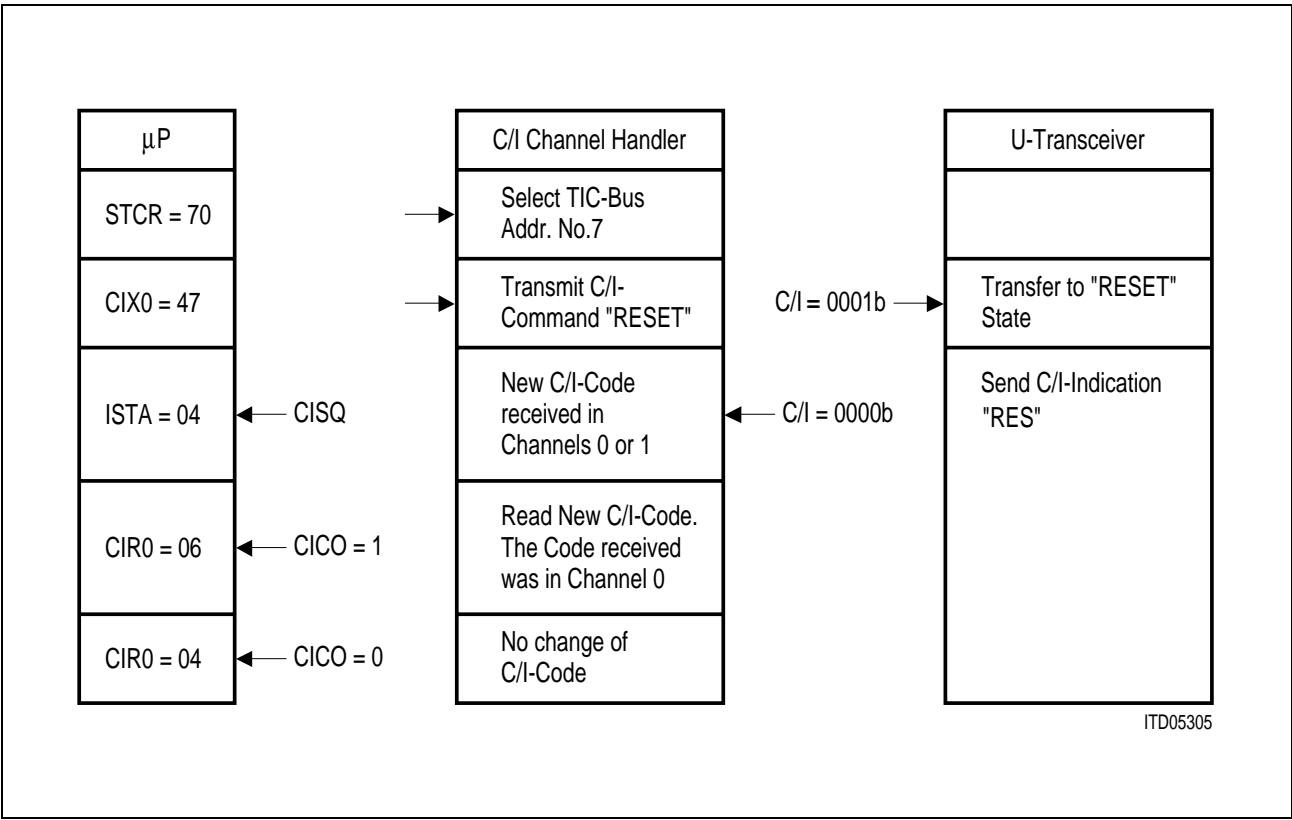 μP
C/I Channel Handler
U-Transceiver
STCR = 70
Select TIC-Bus
Addr. No.7
CIX0 = 47
Transmit C/I-
Command "RESET"
C/I = 0001b
Transfer to "RESET"
State
ISTA = 04
CISQ
New C/I-Code
received in
Channels 0 or 1
C/I = 0000b
Send C/I-Indication
"RES"
CIR0 = 06
CICO = 1
Read New C/I-Code.
The Code received
was in Channel 0
CIR0 = 04
CICO = 0
No change of
C/I-Code
ITD05305